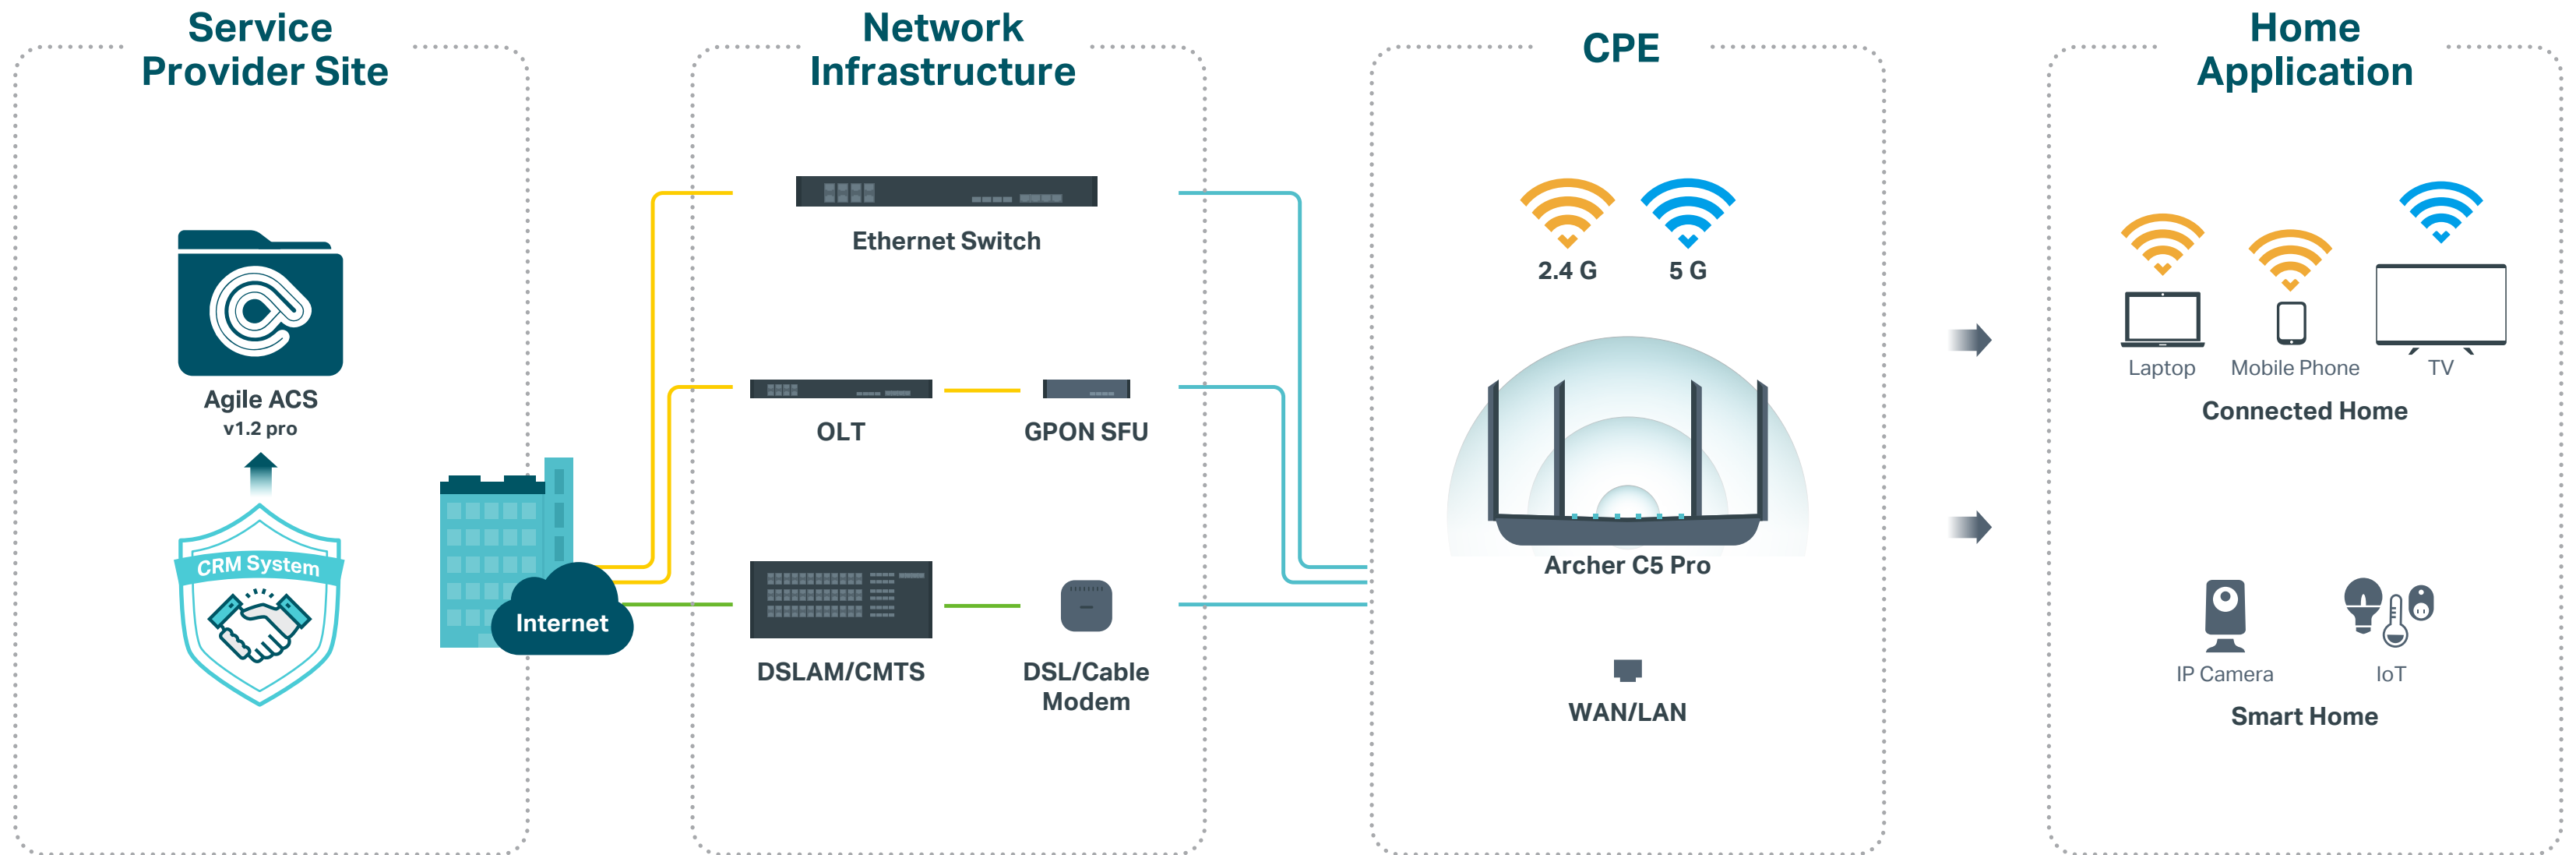 Service
Provider Site
Agile ACS
v1.2 pro
CRM System
Internet
Network
Infrastructure
Ethernet Switch
OLT
GPON SFU
DSLAM/CMTS
DSL/Cable
Modem
CPE
2.4 G
5 G
Archer C5 Pro
WAN/LAN
Home
Application
Laptop
Mobile Phone
TV
Connected Home
IP Camera
IoT
Smart Home